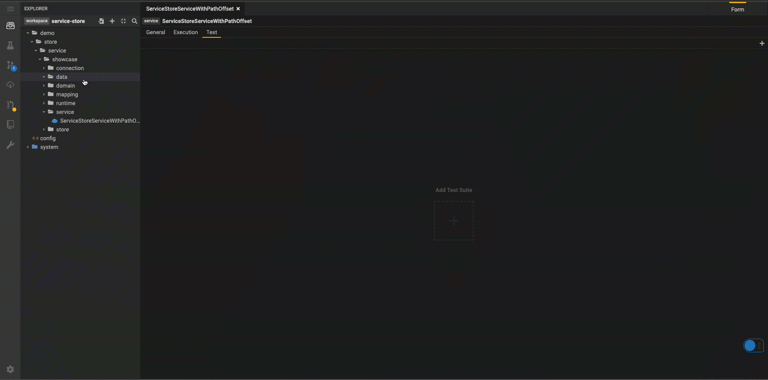 EXPLORER
ServiceStoreServiceWithPathOffset ×
Form
workspace service-store
service ServiceStoreServiceWithPathOffset
General Execution Test
demo
store
service
showcase
connection
data
domain
mapping
runtime
service
ServiceStoreServiceWithPathO...
store
config
system
Add Test Suite